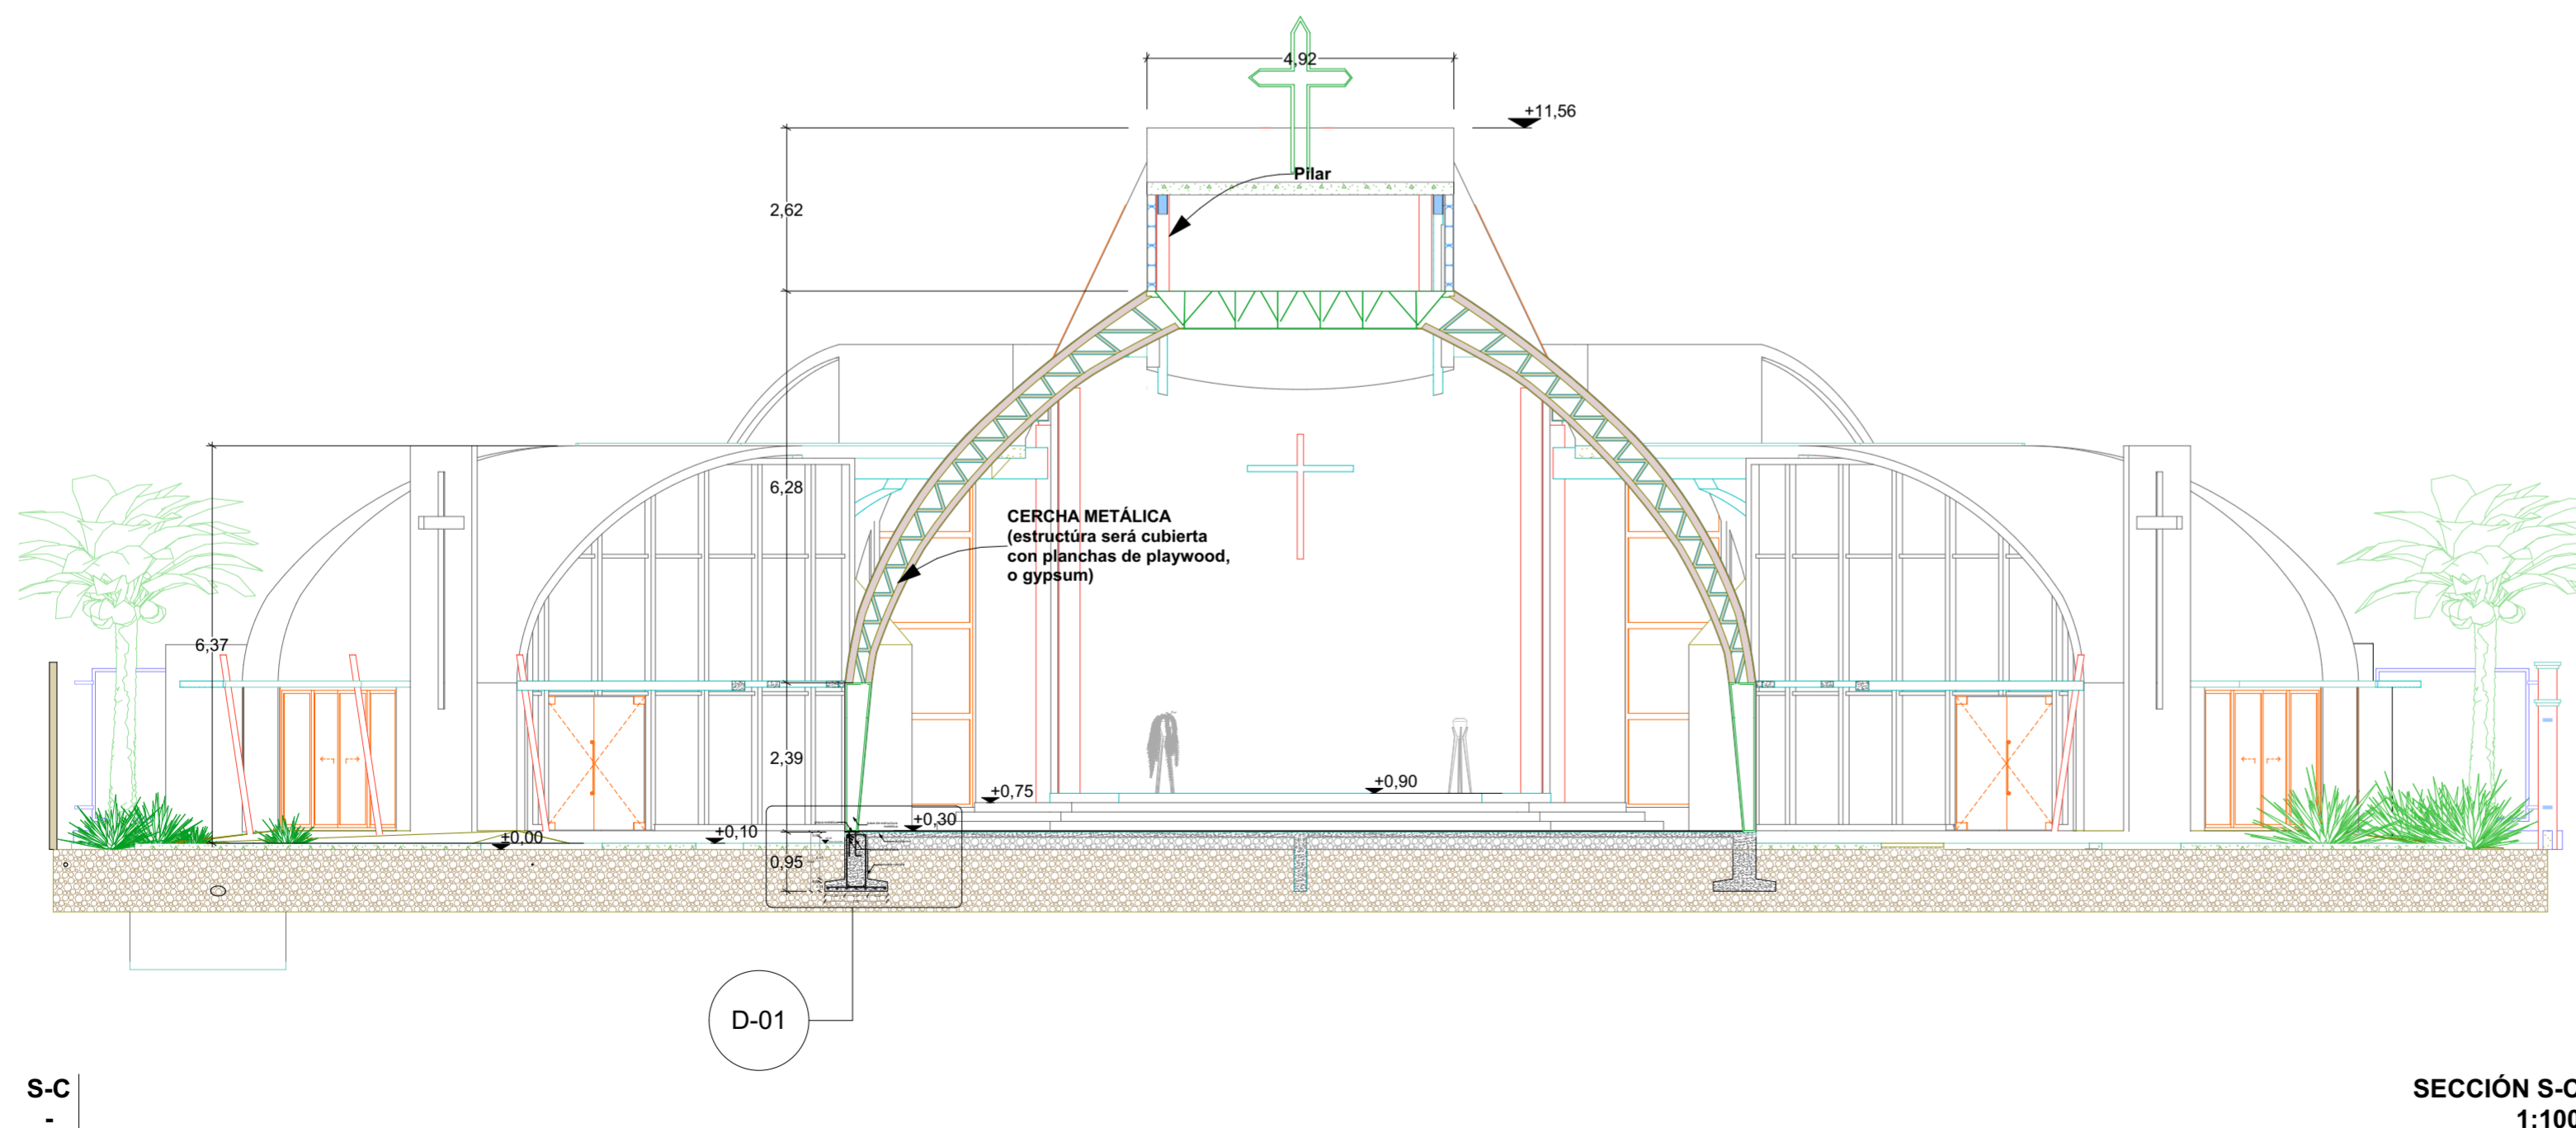 4,92
+11,56
Pilar
2,62
6,28
CERCHA METÁLICA
(estructúra será cubierta
con planchas de playwood,
o gypsum)
6,37
2,39
+0,75
+0,90
+0,30
+0,10
+0,00
0,95
D-01
S-C
-
SECCIÓN S-C
1:100